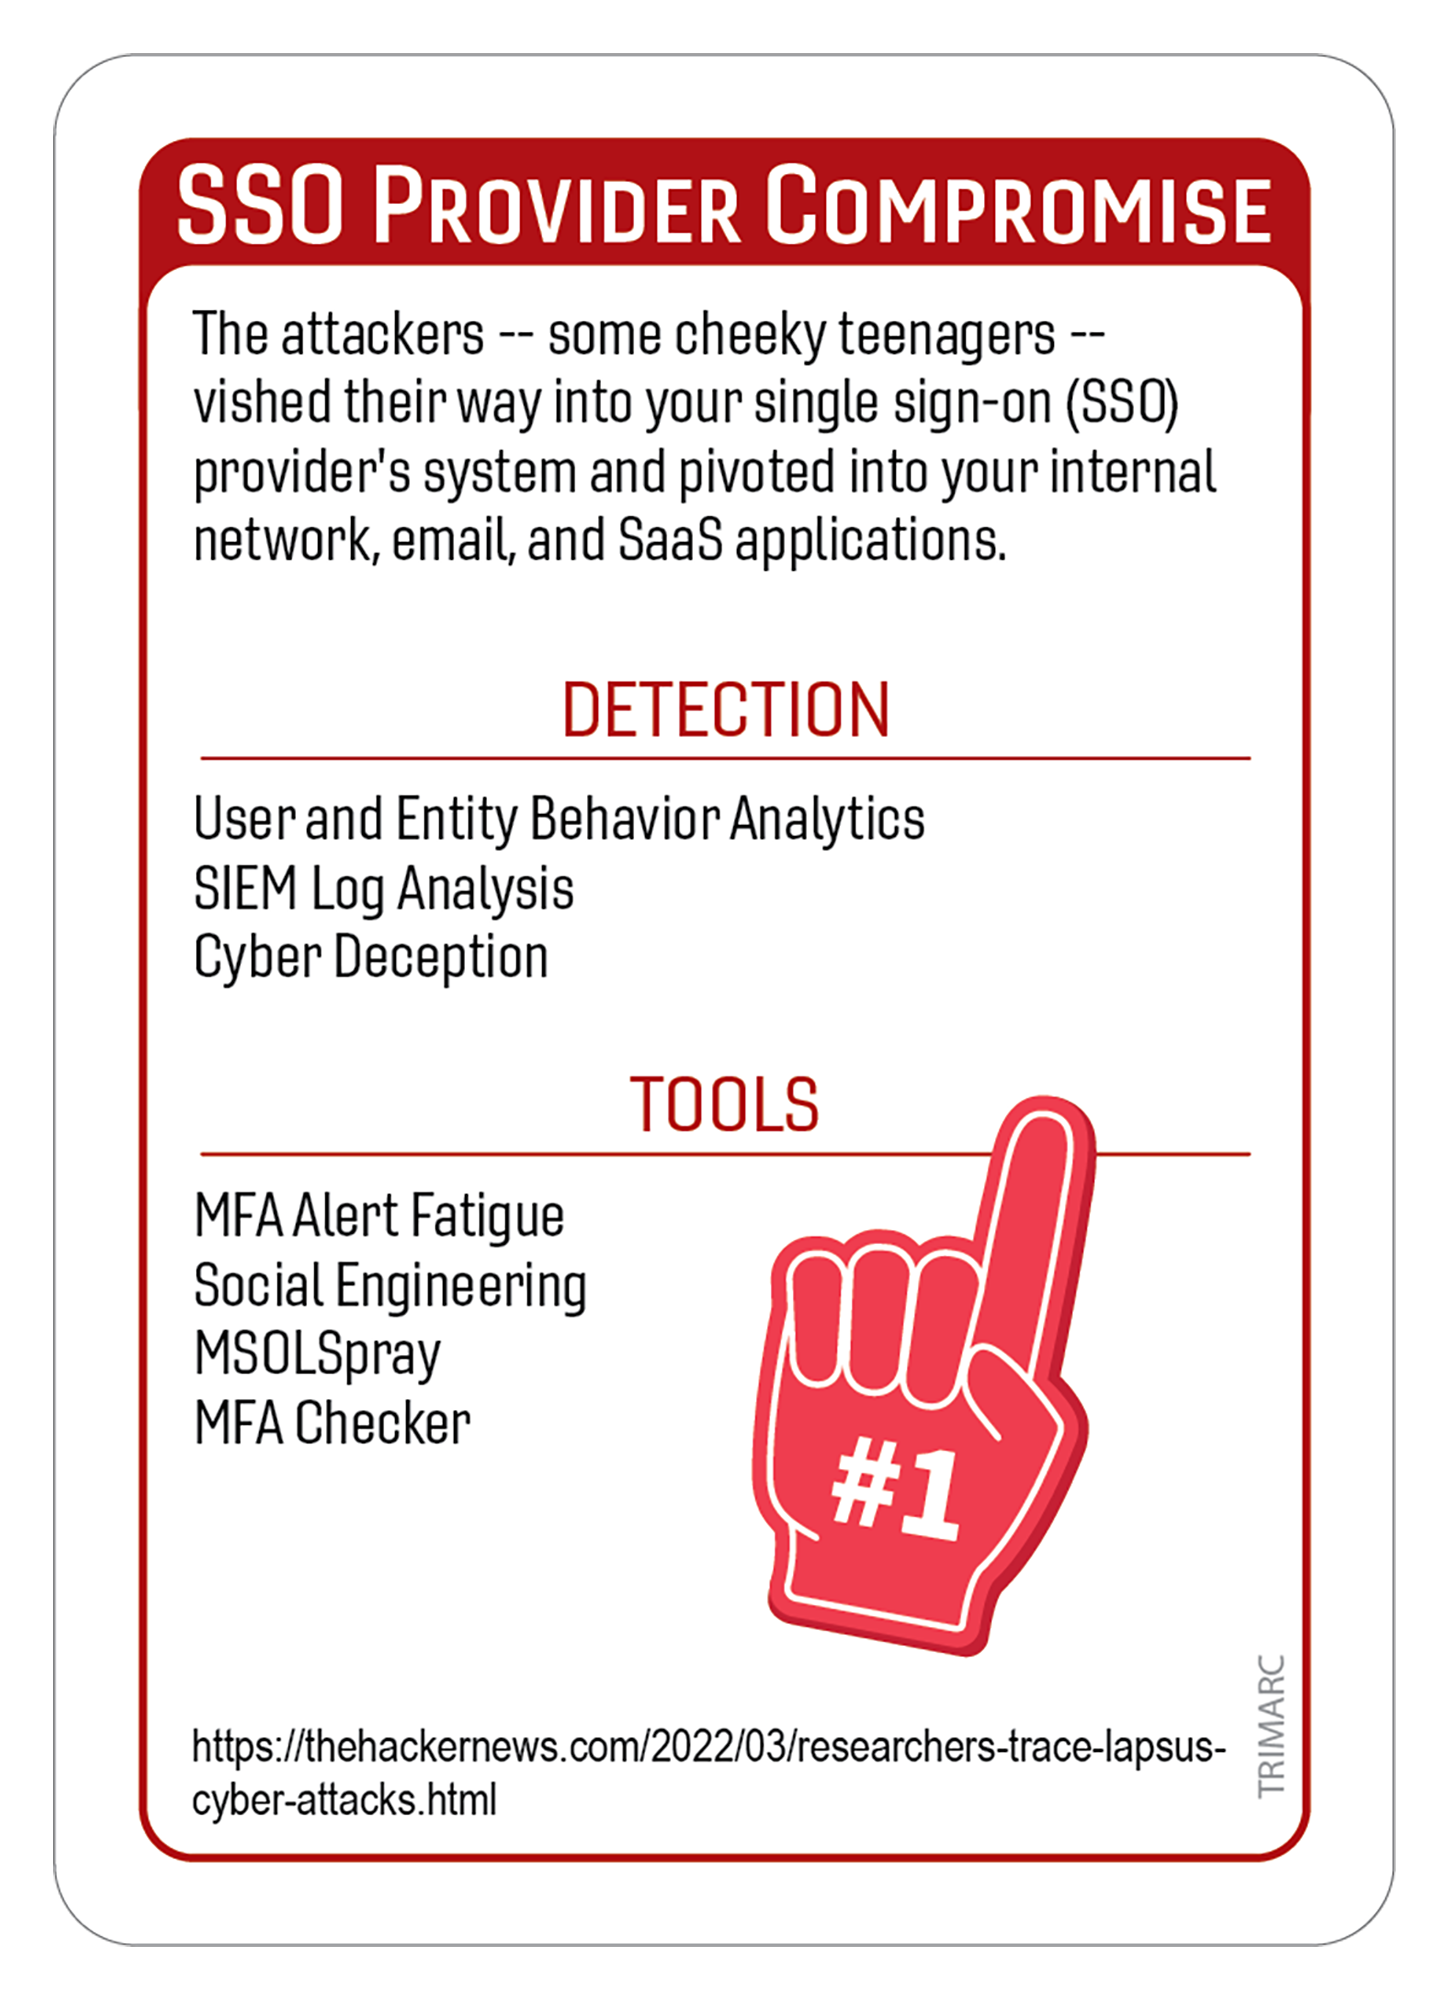 SSO PROVIDER COMPROMISE
The attackers -- some cheeky teenagers --
vished their way into your single sign-on (SSO)
provider's system and pivoted into your internal
network, email, and SaaS applications.
DETECTION
User and Entity Behavior Analytics
SIEM Log Analysis
Cyber Deception
TOOLS
MFA Alert Fatigue
Social Engineering
MSOLSpray
MFA Checker
#1
https://thehackernews.com/2022/03/researchers-trace-lapsus-
cyber-attacks.html
TRIMARC